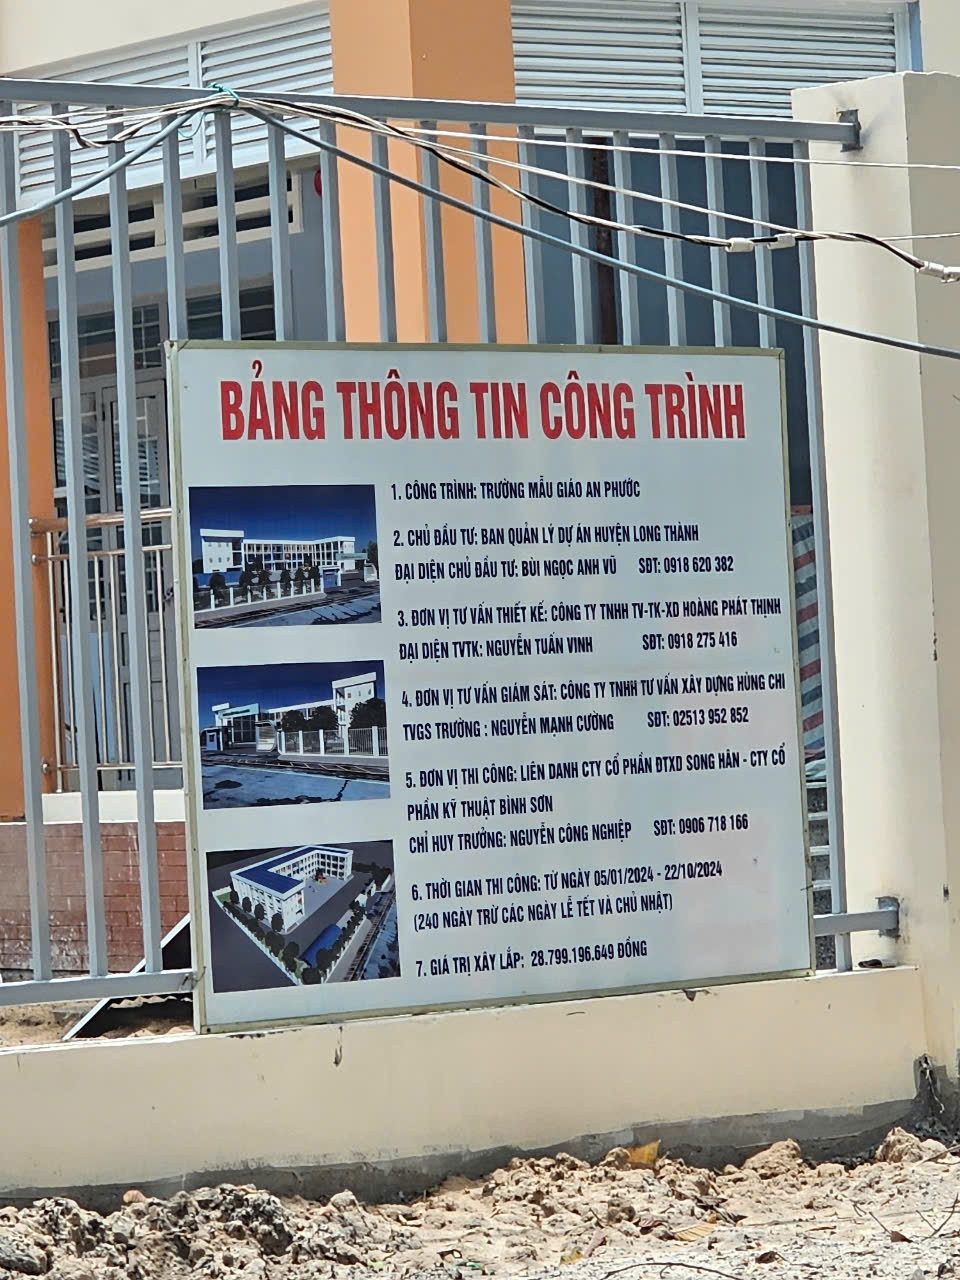 BẢNG THÔNG TIN CÔNG TRÌNH
1. CÔNG TRÌNH: TRƯỜNG MẪU GIÁO AN PHƯỚC
2. CHỦ ĐẦU TƯ: BAN QUẢN LÝ DỰ ÁN HUYỆN LONG THÀNH
ĐẠI DIỆN CHỦ ĐẦU TƯ: BÙI NGỌC ANH VŨ SĐT: 0918 620 382
3. ĐƠN VỊ TƯ VẤN THIẾT KẾ: CÔNG TY TNHH TV-TK-XD HOÀNG PHÁT THỊNH
ĐẠI DIỆN TVTK: NGUYỄN TUẤN VINH SĐT: 0918 275 416
4. ĐƠN VỊ TƯ VẤN GIÁM SÁT: CÔNG TY TNHH TƯ VẤN XÂY DỰNG HÙNG CHI
TVGS TRƯỞNG : NGUYỄN MẠNH CƯỜNG SĐT: 02513 952 852
5. ĐƠN VỊ THI CÔNG: LIÊN DANH CTY CỔ PHẦN ĐTXD SONG HÂN - CTY CỔ
PHẦN KỸ THUẬT BÌNH SƠN
CHỈ HUY TRƯỞNG: NGUYỄN CÔNG NGHIỆP SĐT: 0906 718 166
6. THỜI GIAN THI CÔNG: TỪ NGÀY 05/01/2024 - 22/10/2024
(240 NGÀY TRỪ CÁC NGÀY LỄ TẾT VÀ CHỦ NHẬT)
7. GIÁ TRỊ XÂY LẮP: 28.799.196.649 ĐỒNG